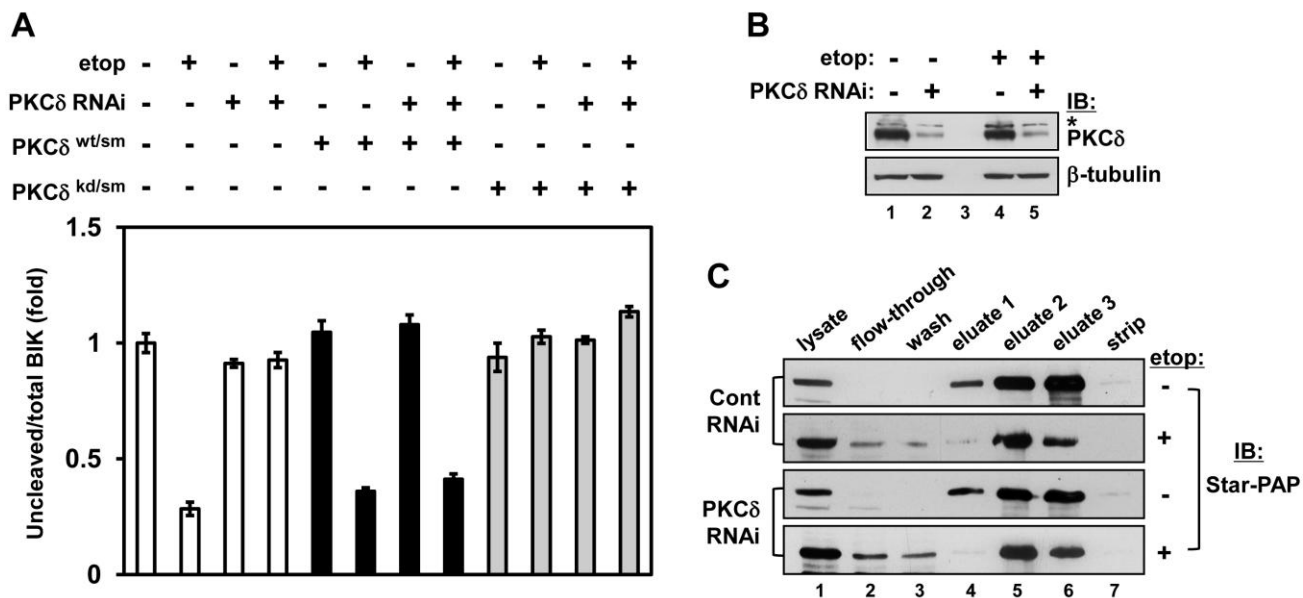 A
etop - + - + - + - + - + - +
PKCδ RNAi - - + + - - + + - - + +
PKCδ wt/sm - - - - + + + + - - - -
PKCδ kd/sm - - - - - - - - + + + +
Uncleaved/total BIK (fold)
1.5
1
0.5
0
B
etop: - - + +
PKCδ RNAi: - + - +
IB:
*
PKCδ
β-tubulin
1 2 3 4 5
C
lysate flow-through wash eluate 1 eluate 2 eluate 3 strip
etop:
Cont RNAi
-
+
PKCδ RNAi
-
+
IB:
Star-PAP
1 2 3 4 5 6 7